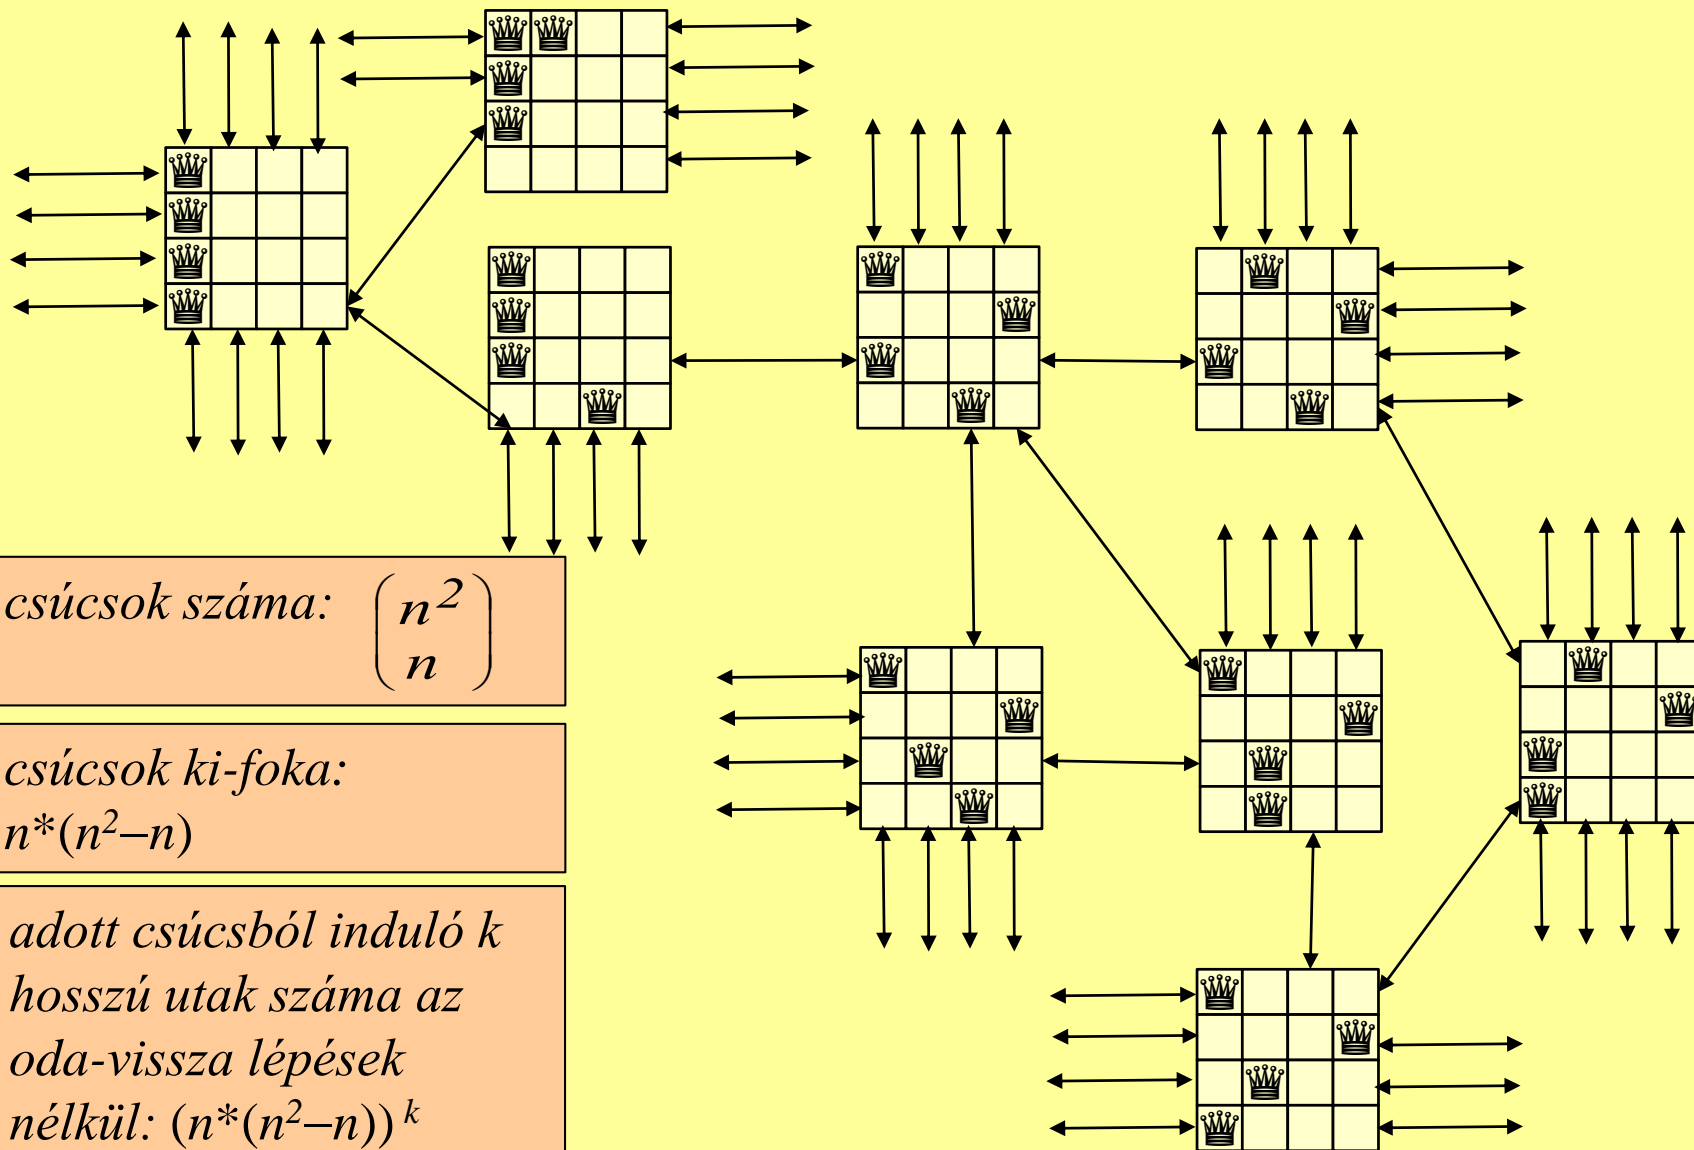 csúcsok száma: (n²
n)
csúcsok ki-foka:
n*(n²–n)
adott csúcsból induló k
hosszú utak száma az
oda-vissza lépések
nélkül: (n*(n²–n)) ᵏ